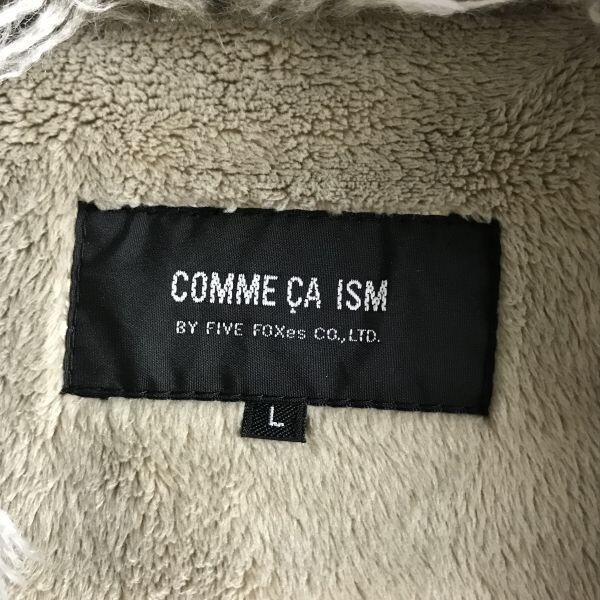 COMME ÇA ISM
BY FIVE FOXes CO.,LTD.
L